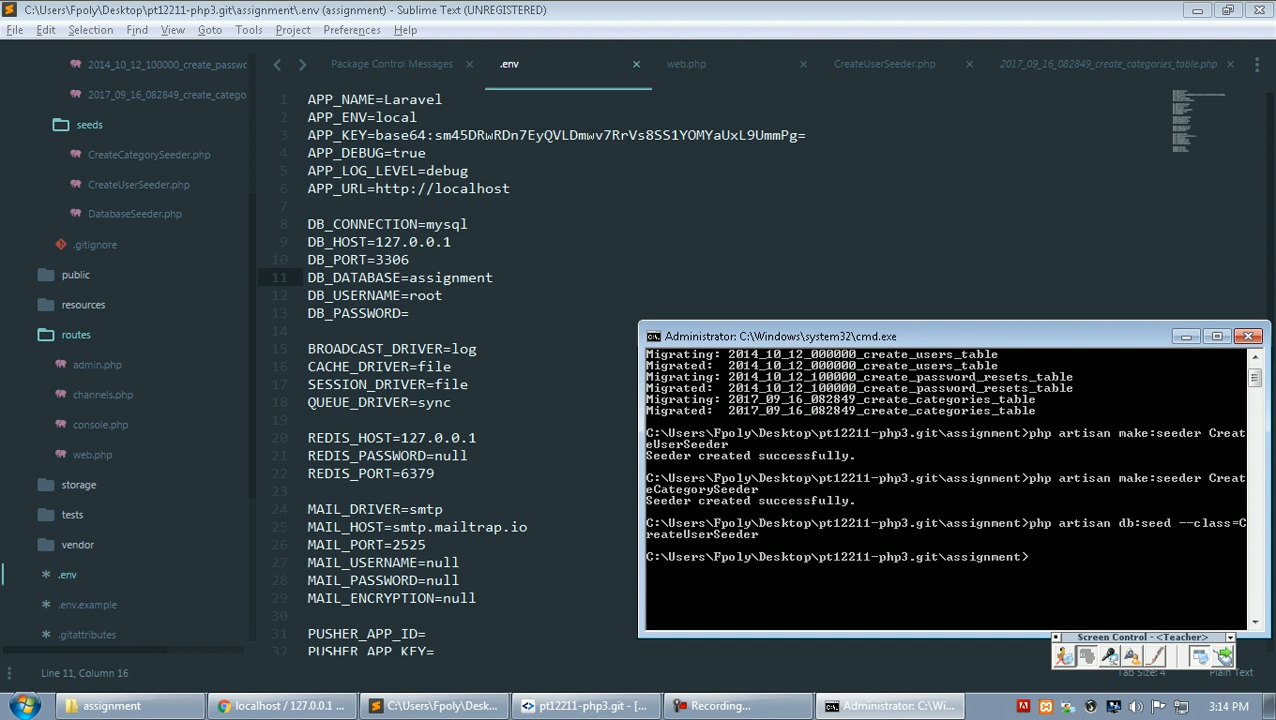 C:\Users\Fpoly\Desktop\pt12211-php3.git\assignment\.env (assignment) - Sublime Text (UNREGISTERED)
File Edit Selection Find View Goto Tools Project Preferences Help
2014_10_12_100000_create_passwo
2017_09_16_082849_create_catego
seeds
CreateCategorySeeder.php
CreateUserSeeder.php
DatabaseSeeder.php
.gitignore
public
resources
routes
admin.php
channels.php
console.php
web.php
storage
tests
vendor
.env
.env.example
.gitattributes
Package Control Messages .env web.php CreateUserSeeder.php 2017_09_16_082849_create_categories_table.php
1 APP_NAME=Laravel
2 APP_ENV=local
3 APP_KEY=base64:sm45DRwRDn7EyQVLDmwv7RrVs8SS1YOMYaUxL9UmmPg=
4 APP_DEBUG=true
5 APP_LOG_LEVEL=debug
6 APP_URL=http://localhost
7
8 DB_CONNECTION=mysql
9 DB_HOST=127.0.0.1
10 DB_PORT=3306
11 DB_DATABASE=assignment
12 DB_USERNAME=root
13 DB_PASSWORD=
14
15 BROADCAST_DRIVER=log
16 CACHE_DRIVER=file
17 SESSION_DRIVER=file
18 QUEUE_DRIVER=sync
19
20 REDIS_HOST=127.0.0.1
21 REDIS_PASSWORD=null
22 REDIS_PORT=6379
23
24 MAIL_DRIVER=smtp
25 MAIL_HOST=smtp.mailtrap.io
26 MAIL_PORT=2525
27 MAIL_USERNAME=null
28 MAIL_PASSWORD=null
29 MAIL_ENCRYPTION=null
30
31 PUSHER_APP_ID=
32 PUSHER_APP_KEY=
Administrator: C:\Windows\system32\cmd.exe
Migrating: 2014_10_12_000000_create_users_table
Migrated: 2014_10_12_000000_create_users_table
Migrating: 2014_10_12_100000_create_password_resets_table
Migrated: 2014_10_12_100000_create_password_resets_table
Migrating: 2017_09_16_082849_create_categories_table
Migrated: 2017_09_16_082849_create_categories_table
C:\Users\Fpoly\Desktop\pt12211-php3.git\assignment>php artisan make:seeder Creat
eUserSeeder
Seeder created successfully.
C:\Users\Fpoly\Desktop\pt12211-php3.git\assignment>php artisan make:seeder Creat
eCategorySeeder
Seeder created successfully.
C:\Users\Fpoly\Desktop\pt12211-php3.git\assignment>php artisan db:seed --class=C
reateUserSeeder
C:\Users\Fpoly\Desktop\pt12211-php3.git\assignment>
Screen Control - <Teacher>
Line 11, Column 16
Tab Size: 4 Plain Text
assignment
localhost / 127.0.0.1 ...
C:\Users\Fpoly\Desk...
pt12211-php3.git - [...
Recording...
Administrator: C:\Wi...
3:14 PM